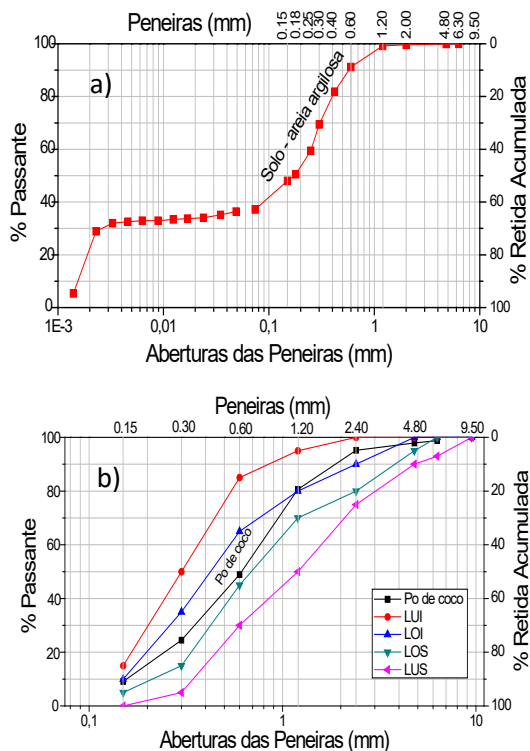 Peneiras (mm)
0.15 0.18 0.25 0.30 0.40 0.60 1.20 2.00 4.80 6.30 9.50
a)
Solo - areia argilosa
% Passante
100
80
60
40
20
0
% Retida Acumulada
0
20
40
60
80
100
1E-3 0,01 0,1 1 10
Aberturas das Peneiras (mm)
Peneiras (mm)
0.15 0.30 0.60 1.20 2.40 4.80 9.50
b)
Po de coco
% Passante
100
80
60
40
20
0
% Retida Acumulada
0
20
40
60
80
100
Po de coco
LUI
LOI
LOS
LUS
0,1 1 10
Aberturas das Peneiras (mm)